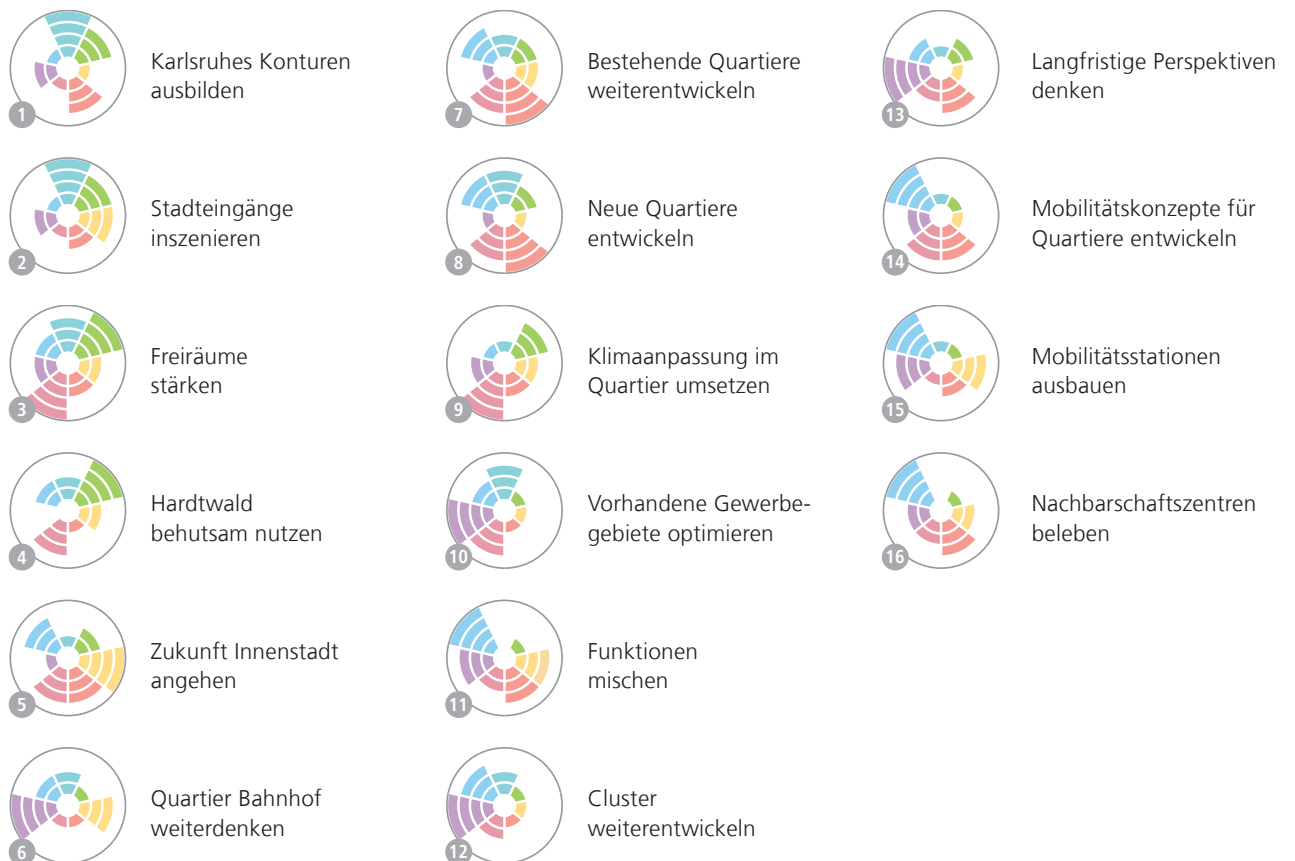 1
Karlsruhes Konturen
ausbilden
2
Stadteingänge
inszenieren
3
Freiräume
stärken
4
Hardtwald
behutsam nutzen
5
Zukunft Innenstadt
angehen
6
Quartier Bahnhof
weiterdenken
7
Bestehende Quartiere
weiterentwickeln
8
Neue Quartiere
entwickeln
9
Klimaanpassung im
Quartier umsetzen
10
Vorhandene Gewerbe-
gebiete optimieren
11
Funktionen
mischen
12
Cluster
weiterentwickeln
13
Langfristige Perspektiven
denken
14
Mobilitätskonzepte für
Quartiere entwickeln
15
Mobilitätsstationen
ausbauen
16
Nachbarschaftszentren
beleben